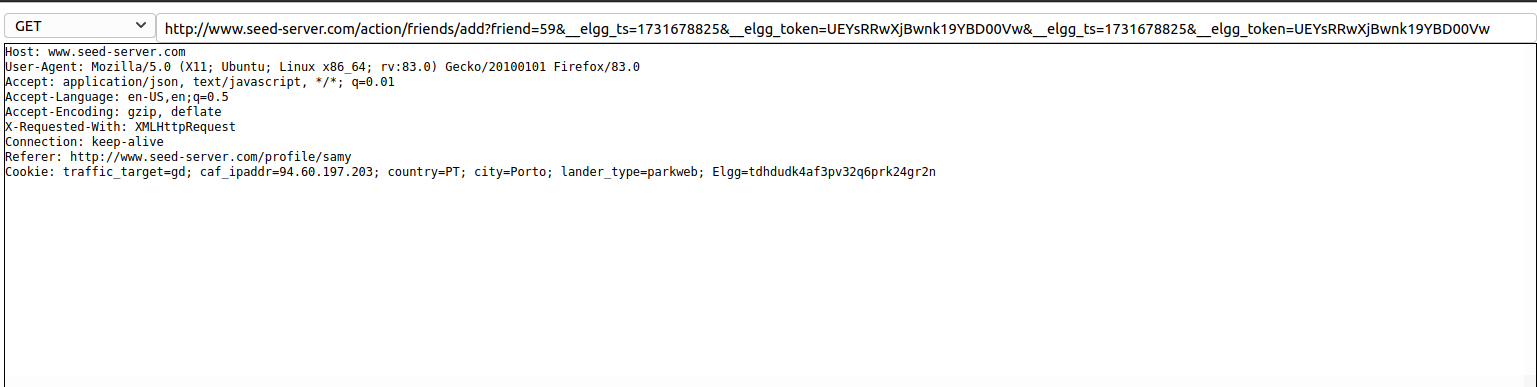 GET
http://www.seed-server.com/action/friends/add?friend=59&__elgg_ts=1731678825&__elgg_token=UEYsRRwXjBwnk19YBD00Vw&__elgg_ts=1731678825&__elgg_token=UEYsRRwXjBwnk19YBD00Vw
Host: www.seed-server.com
User-Agent: Mozilla/5.0 (X11; Ubuntu; Linux x86_64; rv:83.0) Gecko/20100101 Firefox/83.0
Accept: application/json, text/javascript, */*; q=0.01
Accept-Language: en-US,en;q=0.5
Accept-Encoding: gzip, deflate
X-Requested-With: XMLHttpRequest
Connection: keep-alive
Referer: http://www.seed-server.com/profile/samy
Cookie: traffic_target=gd; caf_ipaddr=94.60.197.203; country=PT; city=Porto; lander_type=parkweb; Elgg=tdhdudk4af3pv32q6prk24gr2n